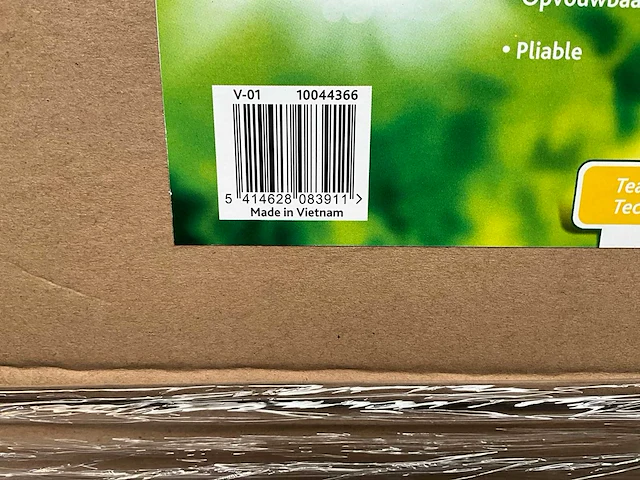 • Pliable
V-01 10044366
5 414628 083911 >
Made in Vietnam